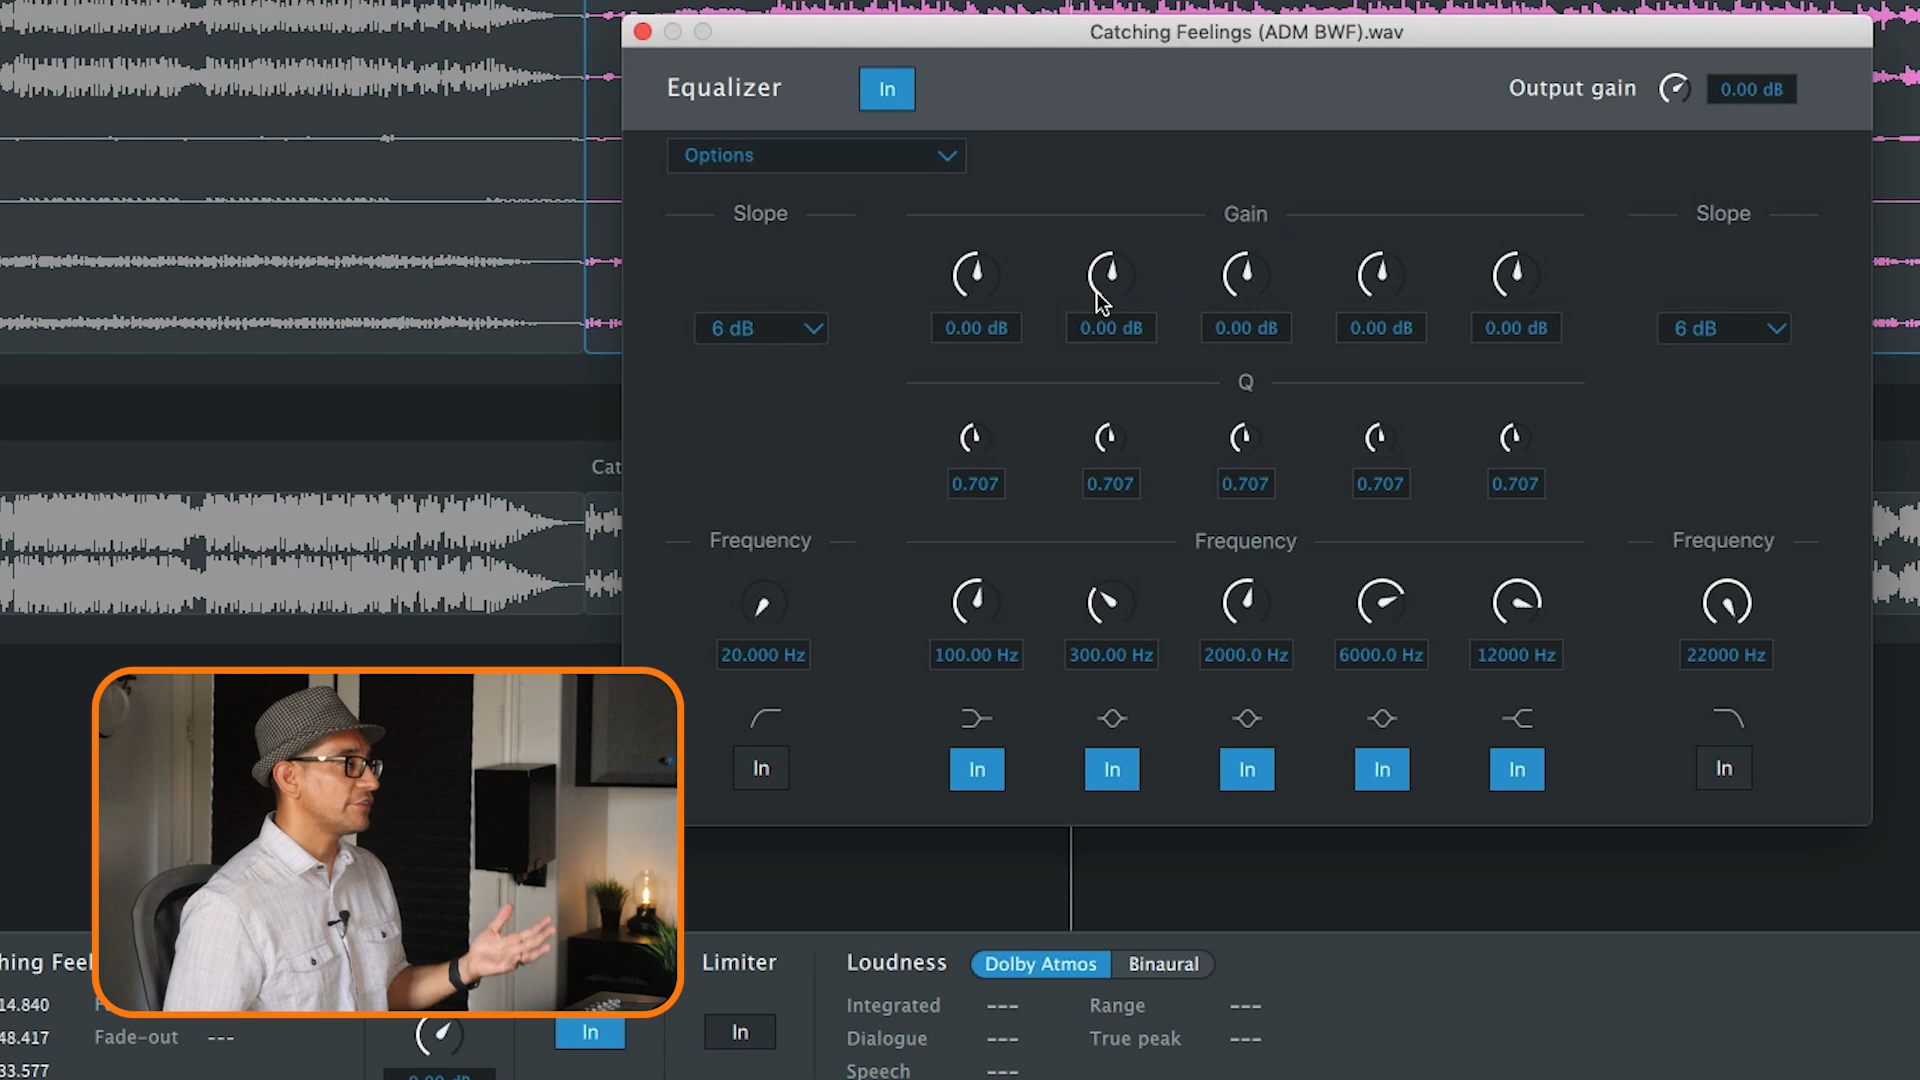 Catching Feelings (ADM BWF).wav
Equalizer
In
Output gain
0.00 dB
Options
Slope
Gain
Slope
6 dB
0.00 dB
0.00 dB
0.00 dB
0.00 dB
0.00 dB
6 dB
Q
Cat
0.707
0.707
0.707
0.707
0.707
Frequency
Frequency
Frequency
20.000 Hz
100.00 Hz
300.00 Hz
2000.0 Hz
6000.0 Hz
12000 Hz
22000 Hz
In
In
In
In
In
In
In
hing Feel
Limiter
Loudness
Dolby Atmos
Binaural
14.840
Integrated
---
Range
---
48.417
Fade-out
---
In
In
Dialogue
---
True peak
---
33.577
Speech
---